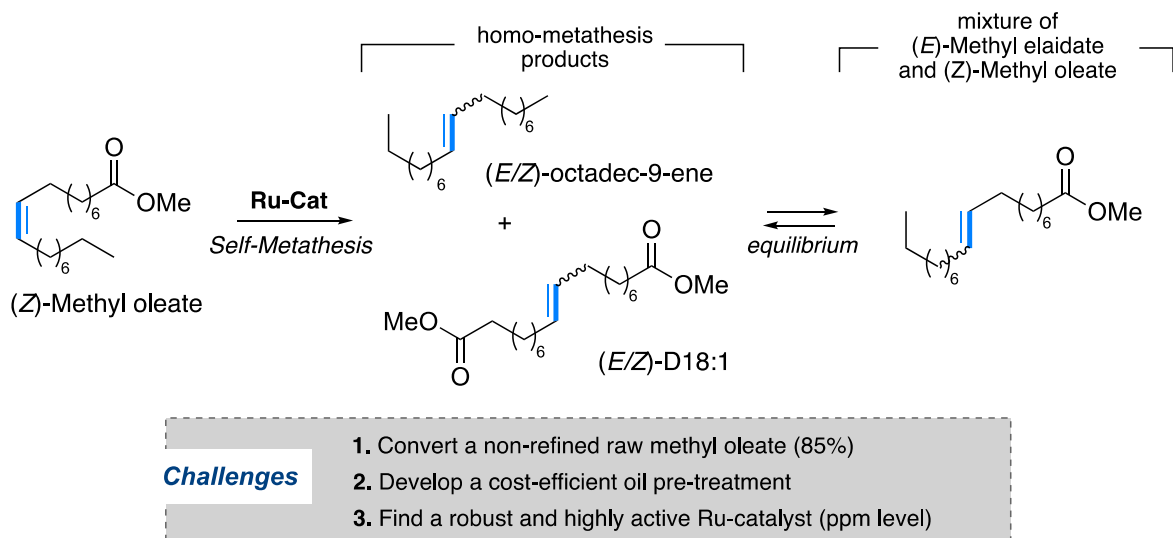 homo-metathesis
products
mixture of
(E)-Methyl elaidate
and (Z)-Methyl oleate
( )6
( )6
(E/Z)-octadec-9-ene
O
( )6
OMe
( )6
(Z)-Methyl oleate
Ru-Cat
Self-Metathesis
+
O
( )6
OMe
MeO
( )6
O
(E/Z)-D18:1
equilibrium
O
( )6
OMe
( )6
Challenges
1. Convert a non-refined raw methyl oleate (85%)
2. Develop a cost-efficient oil pre-treatment
3. Find a robust and highly active Ru-catalyst (ppm level)